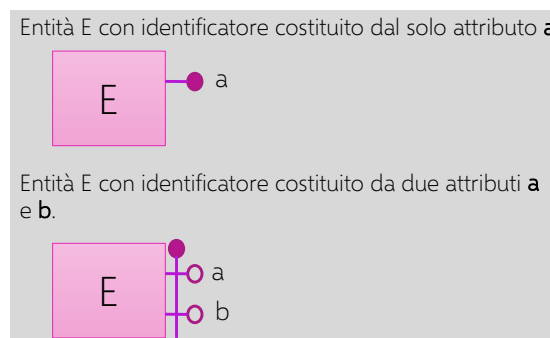 Entità E con identificatore costituito dal solo attributo a
E
a
Entità E con identificatore costituito da due attributi a
e b.
E
a
b